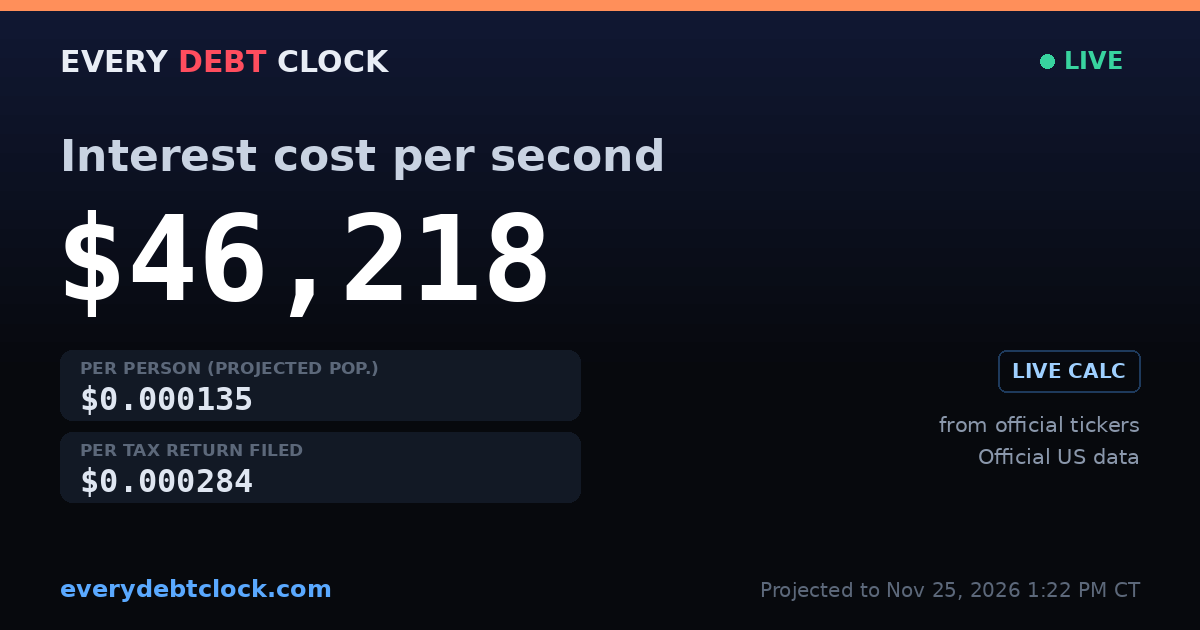 EVERY DEBT CLOCK
LIVE
Interest cost per second
$46,218
PER PERSON (PROJECTED POP.)
$0.000135
PER TAX RETURN FILED
$0.000284
LIVE CALC
from official tickers
Official US data
everydebtclock.com
Projected to Nov 25, 2026 1:22 PM CT